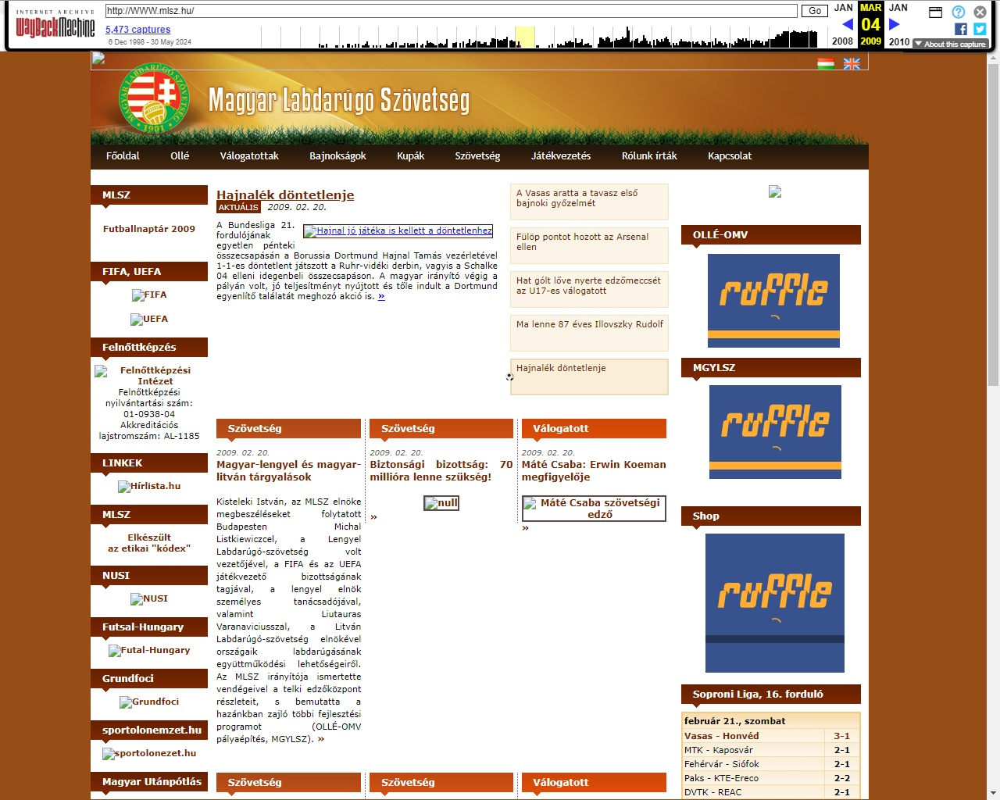 INTERNET ARCHIVE
WayBackMachine
http://WWW.mlsz.hu/
Go
5,473 captures
6 Dec 1998 - 30 May 2024
JAN
MAR
JAN
04
2008
2009
2010
About this capture
MAGYAR LABDARÚGÓ SZÖVETSÉG
1901
Magyar Labdarúgó Szövetség
Főoldal
Ollé
Válogatottak
Bajnokságok
Kupák
Szövetség
Játékvezetés
Rólunk írták
Kapcsolat
MLSZ
Futballnaptár 2009
FIFA, UEFA
FIFA
UEFA
Felnőttképzés
Felnőttképzési
Intézet
Felnőttképzési
nyilvántartási szám:
01-0938-04
Akkreditációs
lajstromszám: AL-1185
LINKEK
Hírlista.hu
MLSZ
Elkészült
az etikai "kódex"
NUSI
NUSI
Futsal-Hungary
Futal-Hungary
Grundfoci
Grundfoci
sportolonemzet.hu
sportolonezet.hu
Magyar Utánpótlás
Hajnalék döntetlenje
AKTUÁLIS 2009. 02. 20.
Hajnal jó játéka is kellett a döntetlenhez
A Bundesliga 21.
fordulójának
egyetlen pénteki
összecsapásán a Borussia Dortmund Hajnal Tamás vezérletével
1-1-es döntetlent játszott a Ruhr-vidéki derbin, vagyis a Schalke
04 elleni idegenbeli összecsapáson. A magyar irányító végig a
pályán volt, jó teljesítményt nyújtott és tőle indult a Dortmund
egyenlítő találatát meghozó akció is. »
A Vasas aratta a tavasz első
bajnoki győzelmét
Fülöp pontot hozott az Arsenal
ellen
Hat gólt lőve nyerte edzőmeccsét
az U17-es válogatott
Ma lenne 87 éves Illovszky Rudolf
Hajnalék döntetlenje
Szövetség
2009. 02. 20.
Magyar-lengyel és magyar-
litván tárgyalások
Kisteleki István, az MLSZ elnöke
megbeszéléseket folytatott
Budapesten Michal
Listkiewiczcel, a Lengyel
Labdarúgó-szövetség volt
vezetőjével, a FIFA és az UEFA
játékvezető bizottságának
tagjával, a lengyel elnök
személyes tanácsadójával,
valamint Liutauras
Varanaviciusszal, a Litván
Labdarúgó-szövetség elnökével
országaik labdarúgásának
együttműködési lehetőségeiről.
Az MLSZ irányítója ismertette
vendégeivel a telki edzőközpont
részleteit, s bemutatta a
hazánkban zajló többi fejlesztési
programot (OLLÉ-OMV
pályaépítés, MGYLSZ). »
Szövetség
2009. 02. 20.
Biztonsági bizottság: 70
millióra lenne szükség!
null
»
Válogatott
2009. 02. 20.
Máté Csaba: Erwin Koeman
megfigyelője
Máté Csaba szövetségi
edző
»
Szövetség
Szövetség
Válogatott
OLLÉ-OMV
ruffle
MGYLSZ
ruffle
Shop
ruffle
Soproni Liga, 16. forduló
február 21., szombat
Vasas - Honvéd 3-1
MTK - Kaposvár 2-1
Fehérvár - Siófok 2-1
Paks - KTE-Ereco 2-2
DVTK - REAC 2-1